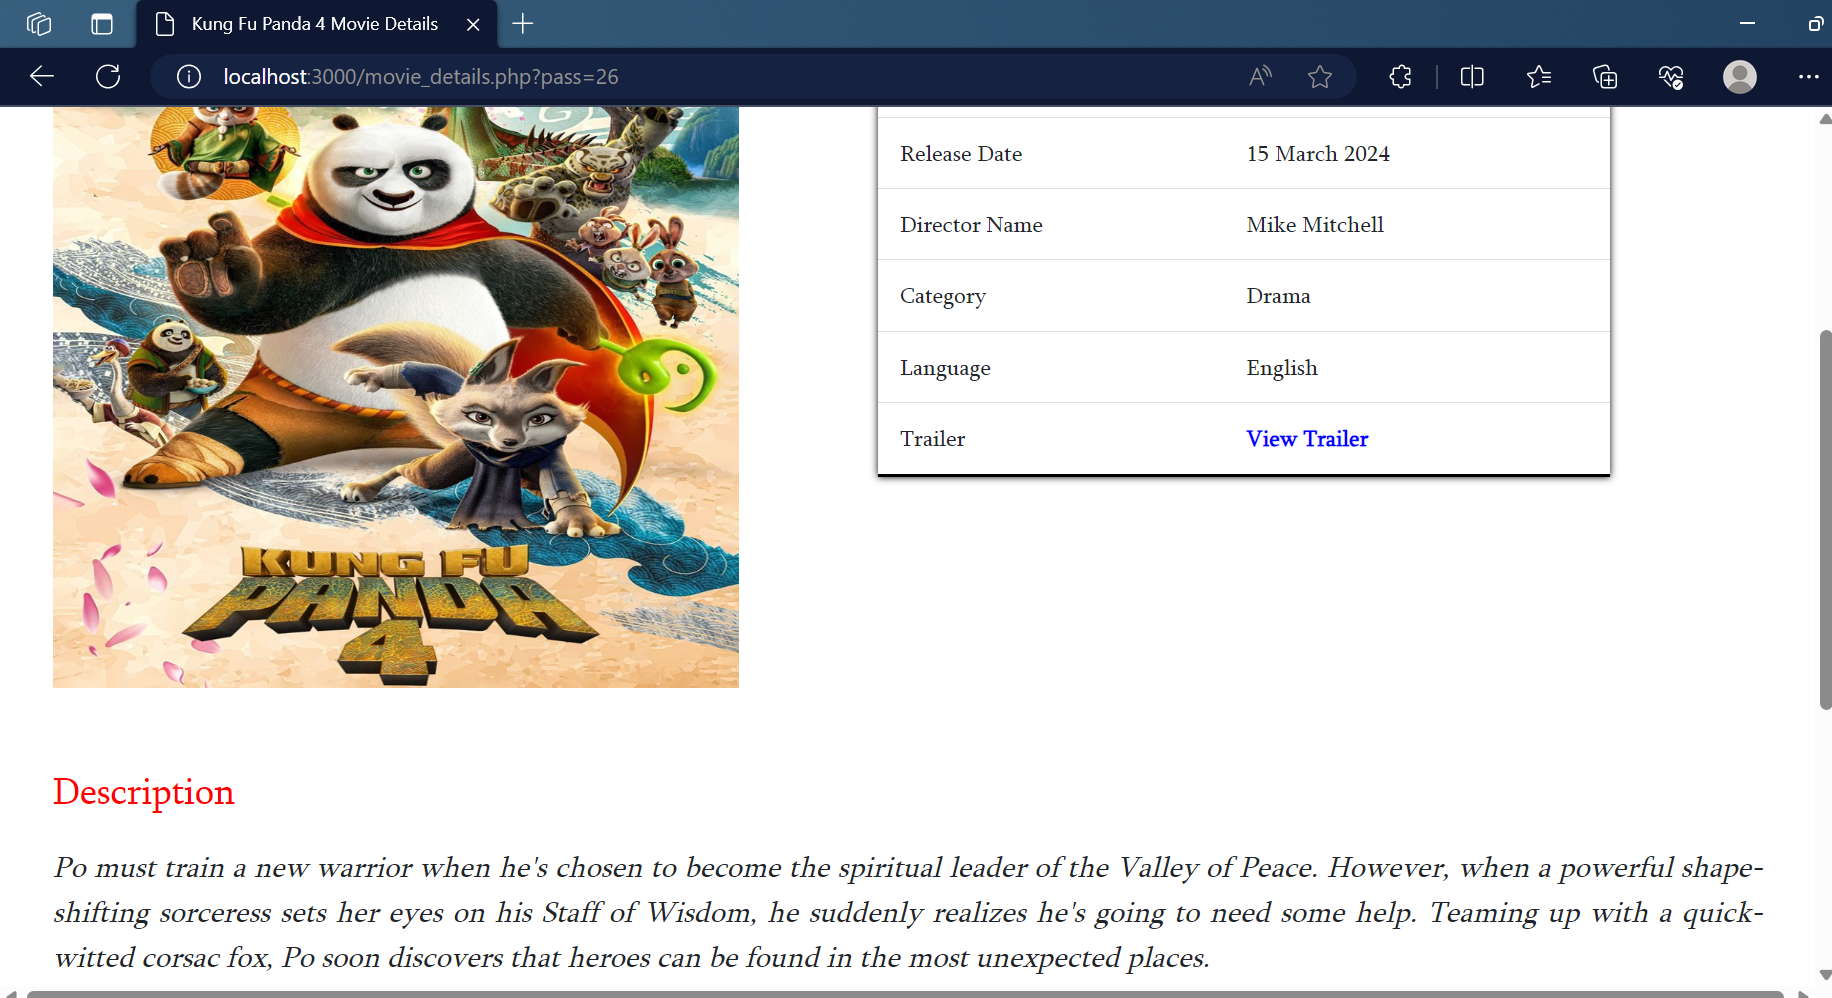 Kung Fu Panda 4 Movie Details
localhost:3000/movie_details.php?pass=26
Release Date 15 March 2024
Director Name Mike Mitchell
Category Drama
Language English
Trailer View Trailer
KUNG FU
PANDA
4
Description
Po must train a new warrior when he's chosen to become the spiritual leader of the Valley of Peace. However, when a powerful shape-
shifting sorceress sets her eyes on his Staff of Wisdom, he suddenly realizes he's going to need some help. Teaming up with a quick-
witted corsac fox, Po soon discovers that heroes can be found in the most unexpected places.